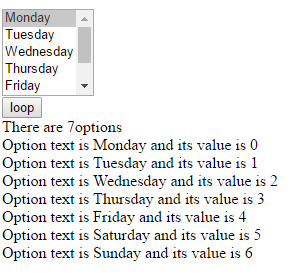 Monday
Tuesday
Wednesday
Thursday
Friday
loop
There are 7options
Option text is Monday and its value is 0
Option text is Tuesday and its value is 1
Option text is Wednesday and its value is 2
Option text is Thursday and its value is 3
Option text is Friday and its value is 4
Option text is Saturday and its value is 5
Option text is Sunday and its value is 6